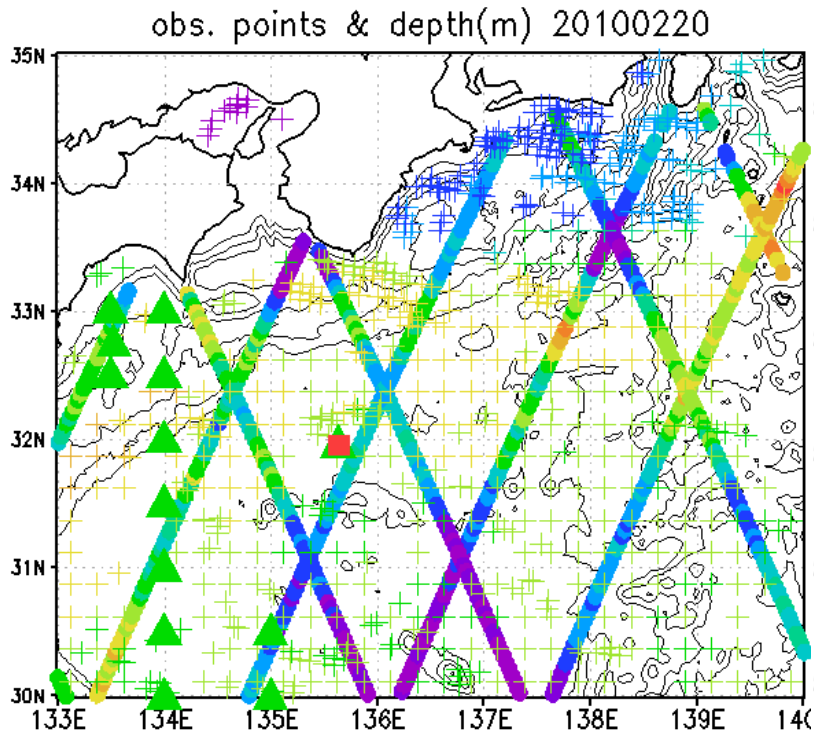 obs. points & depth(m) 20100220
35N
34N
33N
32N
31N
30N
133E 134E 135E 136E 137E 138E 139E 140